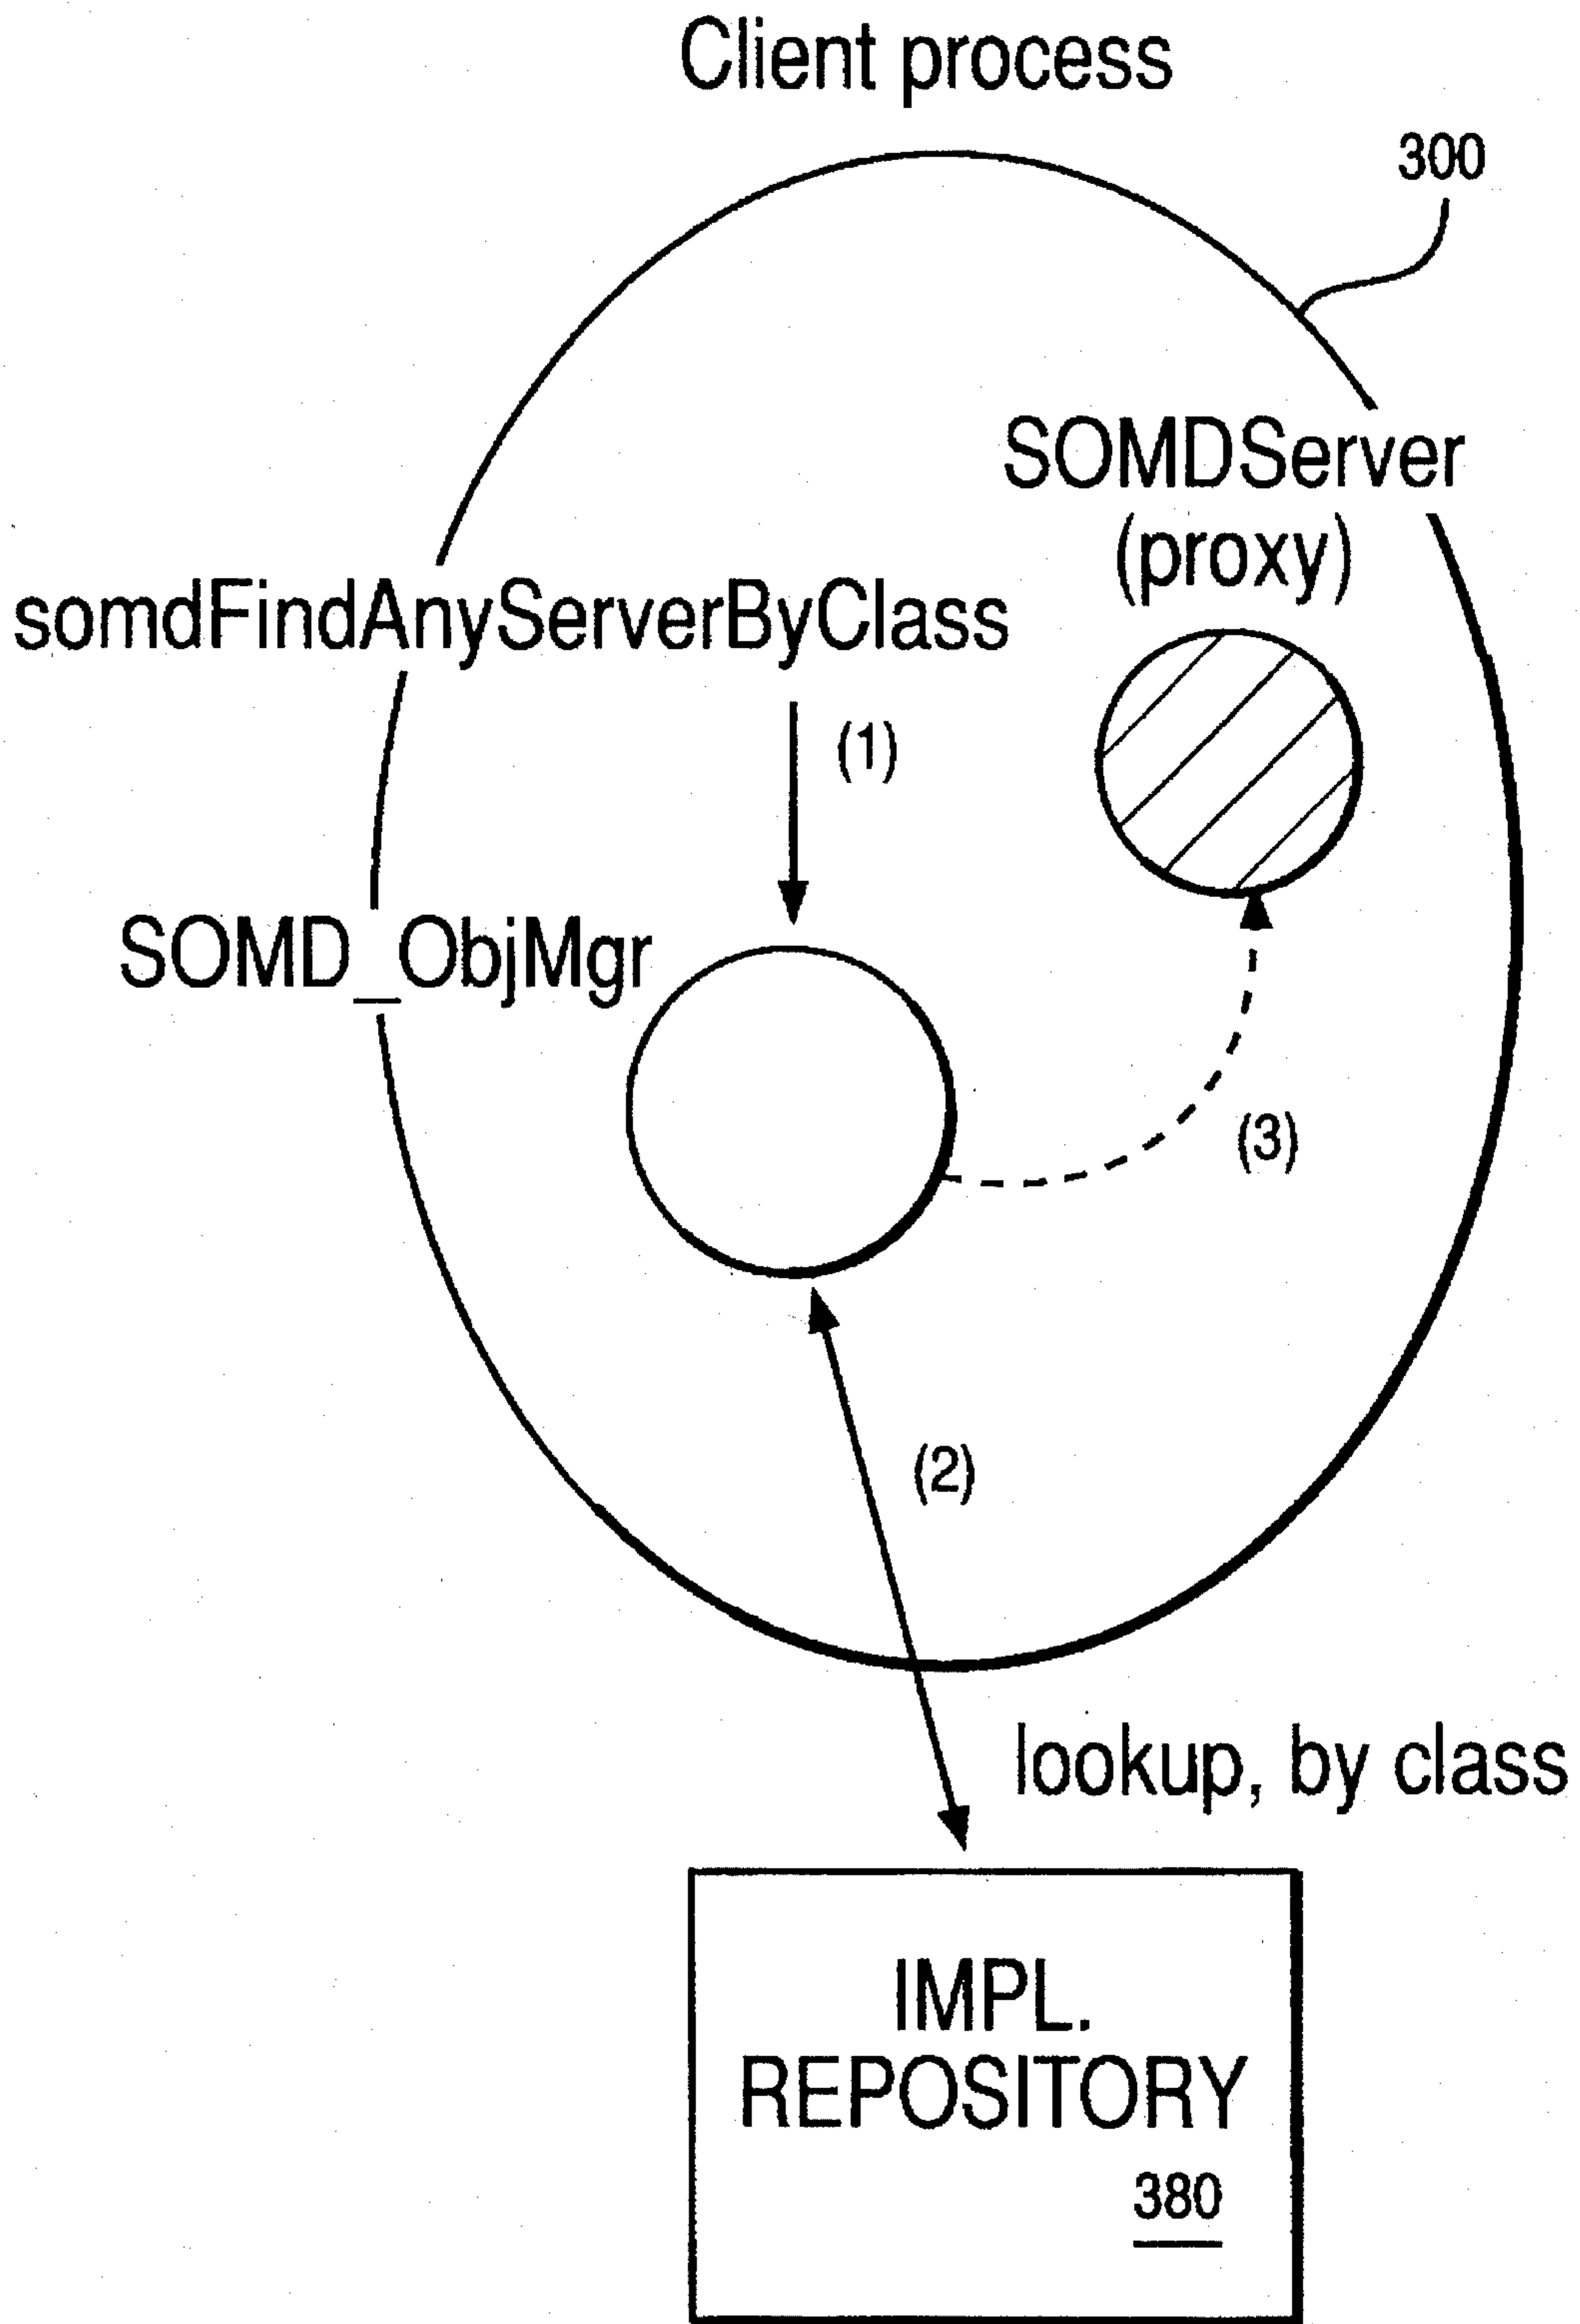 Client process
300
SOMDServer
(proxy)
somdFindAnyServerByClass
(1)
SOMD_ObjMgr
(3)
(2)
lookup, by class
IMPL.
REPOSITORY
380